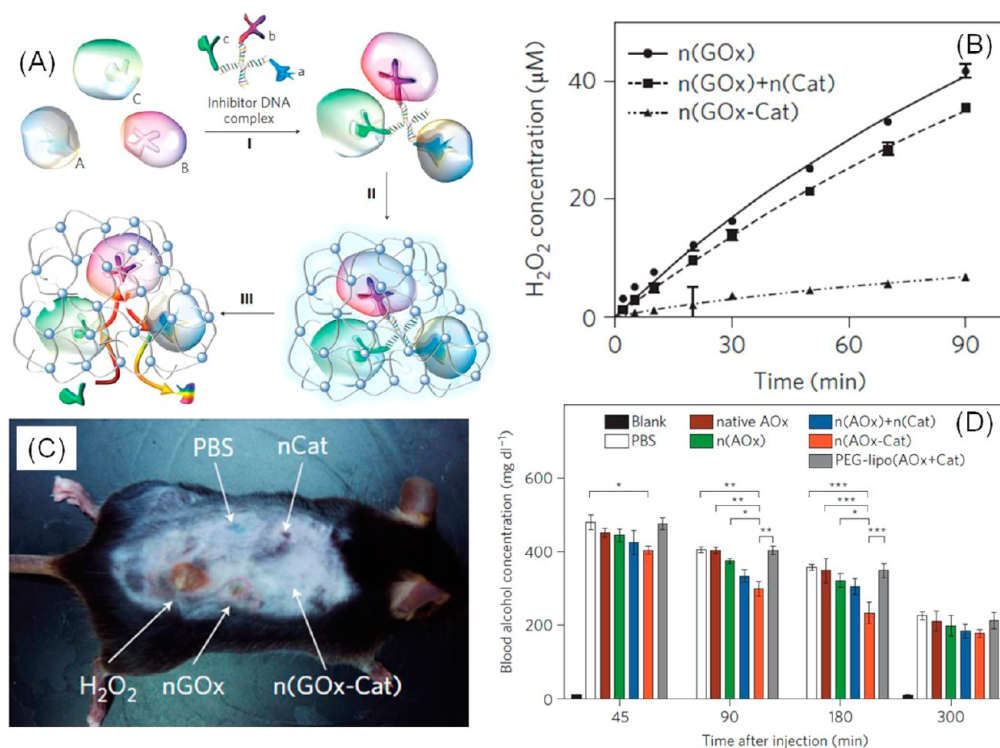 (A)
c
b
a
Inhibitor DNA
complex
I
C
A
B
II
III
(B)
n(GOx)
n(GOx)+n(Cat)
n(GOx-Cat)
H₂O₂ concentration (μM)
40
20
0
0
30
60
90
Time (min)
(C)
PBS
nCat
H₂O₂
nGOx
n(GOx-Cat)
(D)
Blank
PBS
native AOx
n(AOx)
n(AOx)+n(Cat)
n(AOx-Cat)
PEG-lipo(AOx+Cat)
Blood alcohol concentration (mg dl⁻¹)
600
400
200
0
*
**
**
*
**
***
***
*
***
45
90
180
300
Time after injection (min)